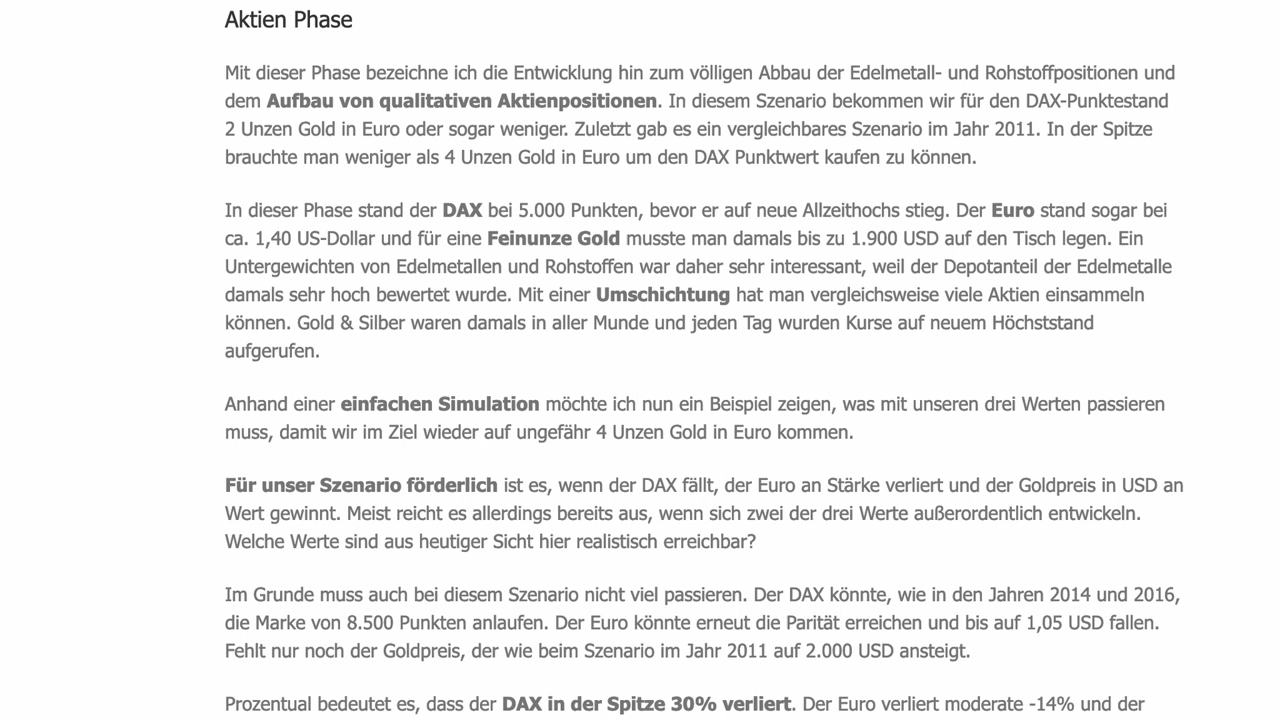 Aktien Phase
Mit dieser Phase bezeichne ich die Entwicklung hin zum völligen Abbau der Edelmetall- und Rohstoffpositionen und
dem Aufbau von qualitativen Aktienpositionen. In diesem Szenario bekommen wir für den DAX-Punktestand
2 Unzen Gold in Euro oder sogar weniger. Zuletzt gab es ein vergleichbares Szenario im Jahr 2011. In der Spitze
brauchte man weniger als 4 Unzen Gold in Euro um den DAX Punktwert kaufen zu können.
In dieser Phase stand der DAX bei 5.000 Punkten, bevor er auf neue Allzeithochs stieg. Der Euro stand sogar bei
ca. 1,40 US-Dollar und für eine Feinunze Gold musste man damals bis zu 1.900 USD auf den Tisch legen. Ein
Untergewichten von Edelmetallen und Rohstoffen war daher sehr interessant, weil der Depotanteil der Edelmetalle
damals sehr hoch bewertet wurde. Mit einer Umschichtung hat man vergleichsweise viele Aktien einsammeln
können. Gold & Silber waren damals in aller Munde und jeden Tag wurden Kurse auf neuem Höchststand
aufgerufen.
Anhand einer einfachen Simulation möchte ich nun ein Beispiel zeigen, was mit unseren drei Werten passieren
muss, damit wir im Ziel wieder auf ungefähr 4 Unzen Gold in Euro kommen.
Für unser Szenario förderlich ist es, wenn der DAX fällt, der Euro an Stärke verliert und der Goldpreis in USD an
Wert gewinnt. Meist reicht es allerdings bereits aus, wenn sich zwei der drei Werte außerordentlich entwickeln.
Welche Werte sind aus heutiger Sicht hier realistisch erreichbar?
Im Grunde muss auch bei diesem Szenario nicht viel passieren. Der DAX könnte, wie in den Jahren 2014 und 2016,
die Marke von 8.500 Punkten anlaufen. Der Euro könnte erneut die Parität erreichen und bis auf 1,05 USD fallen.
Fehlt nur noch der Goldpreis, der wie beim Szenario im Jahr 2011 auf 2.000 USD ansteigt.
Prozentual bedeutet es, dass der DAX in der Spitze 30% verliert. Der Euro verliert moderate -14% und der